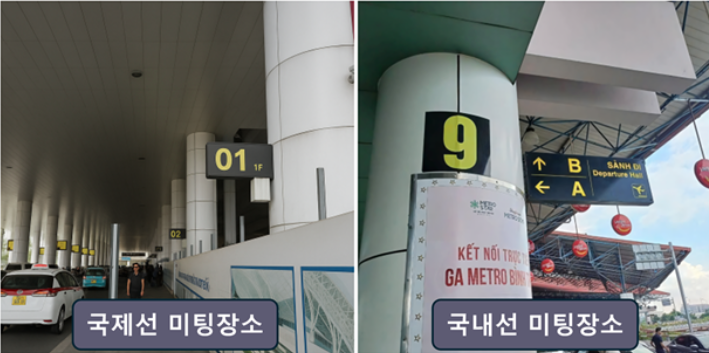 01 1F
02
국제선 미팅장소
9
↑ B SÀNH ĐI
← A Departure Hall
KẾT NỐI TRỰC
GA METRO BÌNH
국내선 미팅장소